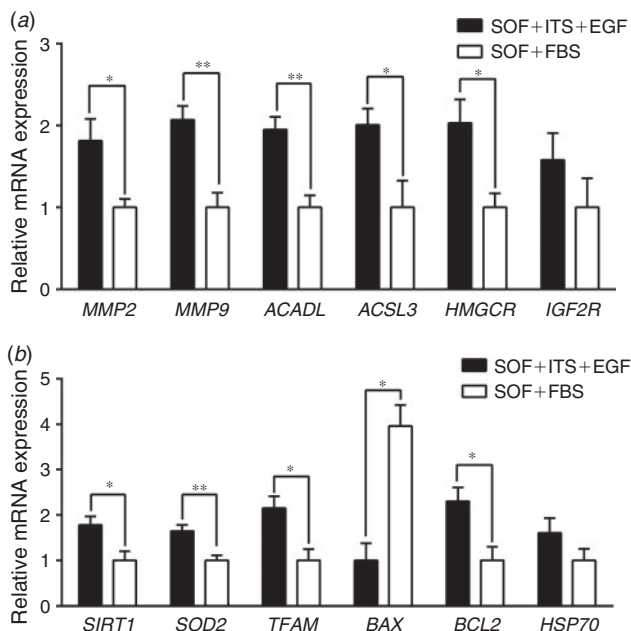 (a)
SOF+ITS+EGF
SOF+FBS
Relative mRNA expression
3
2
1
0
*
**
**
*
*
MMP2 MMP9 ACADL ACSL3 HMGCR IGF2R
(b)
SOF+ITS+EGF
SOF+FBS
Relative mRNA expression
5
4
3
2
1
0
*
**
*
*
*
SIRT1 SOD2 TFAM BAX BCL2 HSP70